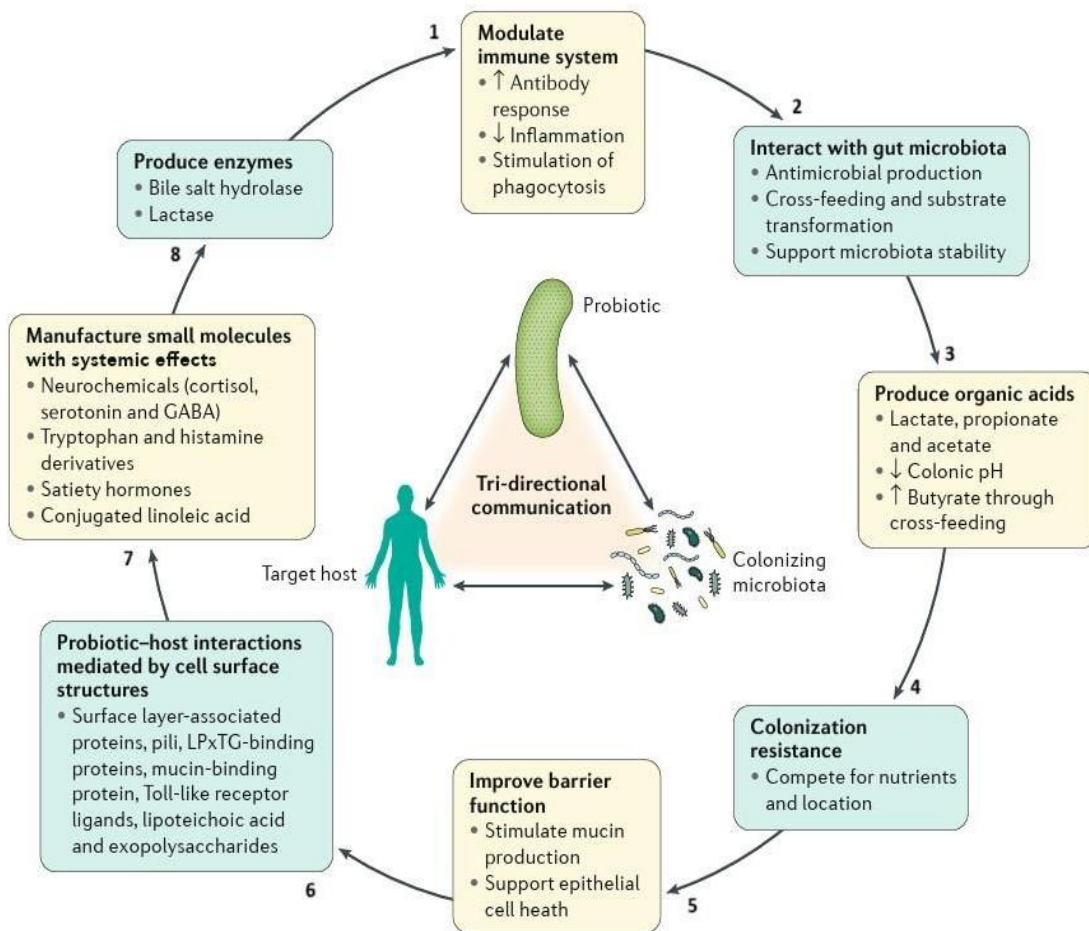 1
Modulate
immune system
• ↑ Antibody
response
• ↓ Inflammation
• Stimulation of
phagocytosis
2
Interact with gut microbiota
• Antimicrobial production
• Cross-feeding and substrate
transformation
• Support microbiota stability
3
Produce organic acids
• Lactate, propionate
and acetate
• ↓ Colonic pH
• ↑ Butyrate through
cross-feeding
4
Colonization
resistance
• Compete for nutrients
and location
5
Improve barrier
function
• Stimulate mucin
production
• Support epithelial
cell heath
6
Probiotic–host interactions
mediated by cell surface
structures
• Surface layer-associated
proteins, pili, LPxTG-binding
proteins, mucin-binding
protein, Toll-like receptor
ligands, lipoteichoic acid
and exopolysaccharides
7
Manufacture small molecules
with systemic effects
• Neurochemicals (cortisol,
serotonin and GABA)
• Tryptophan and histamine
derivatives
• Satiety hormones
• Conjugated linoleic acid
8
Produce enzymes
• Bile salt hydrolase
• Lactase
Probiotic
Tri-directional
communication
Target host
Colonizing
microbiota